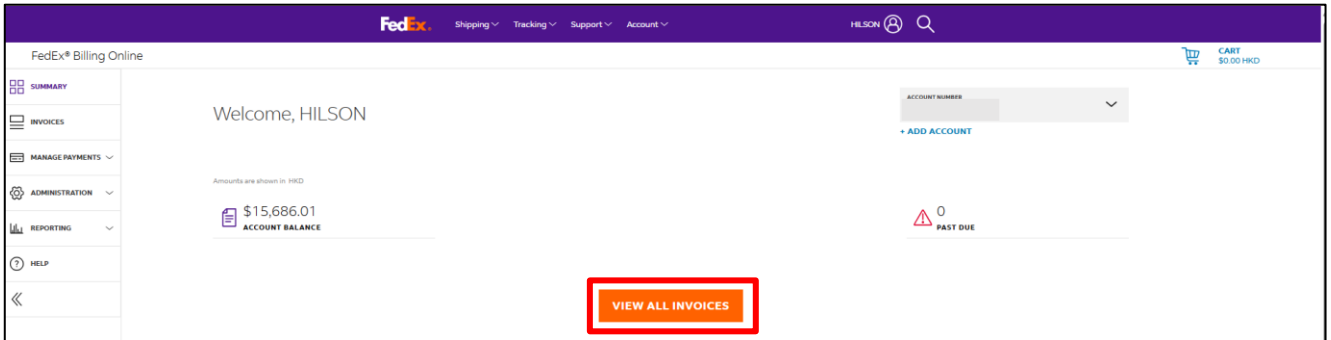 FedEx. Shipping Tracking Support Account HILSON
FedEx® Billing Online
CART
$0.00 HKD
SUMMARY
INVOICES
MANAGE PAYMENTS
ADMINISTRATION
REPORTING
HELP
Welcome, HILSON
ACCOUNT NUMBER
+ ADD ACCOUNT
Amounts are shown in HKD
$15,686.01
ACCOUNT BALANCE
0
PAST DUE
VIEW ALL INVOICES